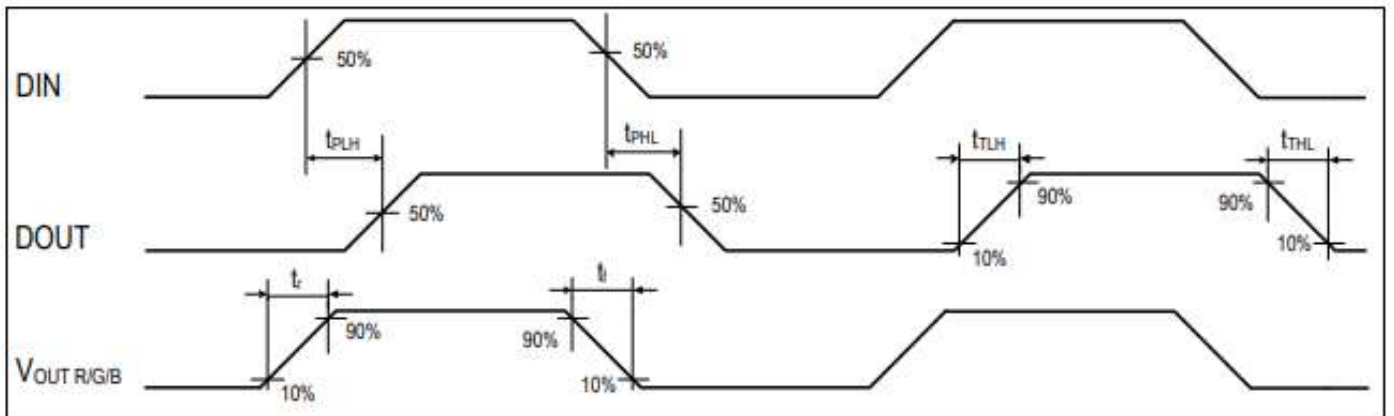 DIN
50%
50%
tPLH
tPHL
tTLH
tTHL
DOUT
50%
50%
90%
10%
90%
10%
tr
tf
VOUT R/G/B
90%
10%
90%
10%